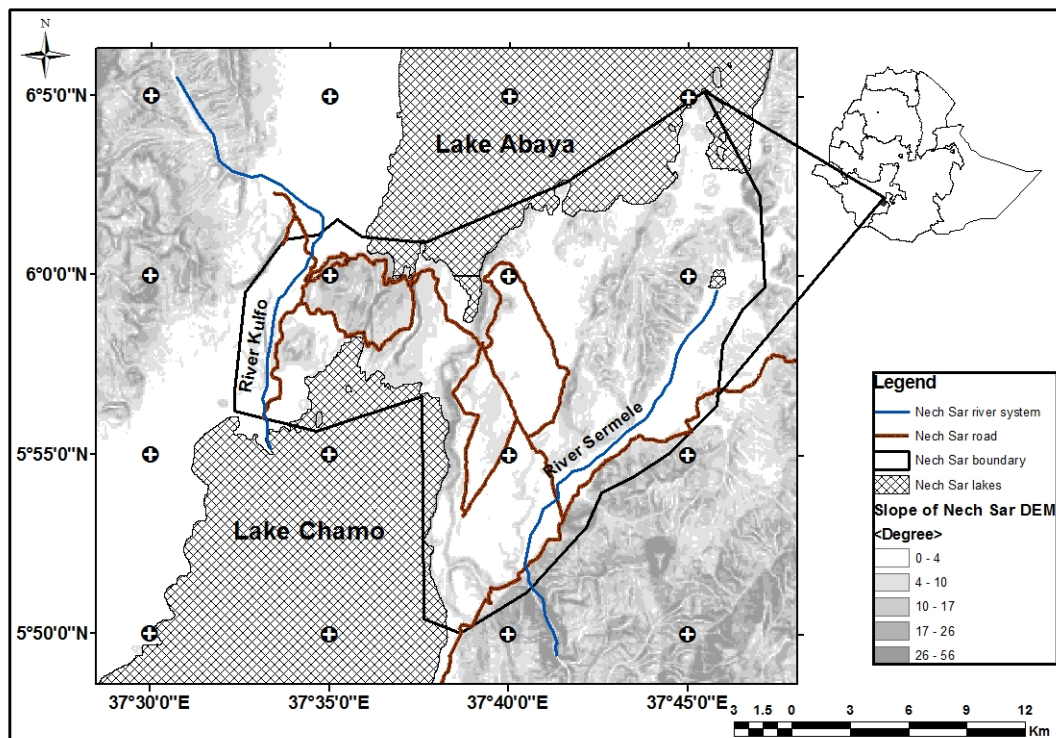 N
6°5'0"N
6°0'0"N
5°55'0"N
5°50'0"N
37°30'0"E
37°35'0"E
37°40'0"E
37°45'0"E
Lake Abaya
River Kulfo
River Sermele
Lake Chamo
Legend
Nech Sar river system
Nech Sar road
Nech Sar boundary
Nech Sar lakes
Slope of Nech Sar DEM
<Degree>
0 - 4
4 - 10
10 - 17
17 - 26
26 - 56
3 1.5 0 3 6 9 12
Km